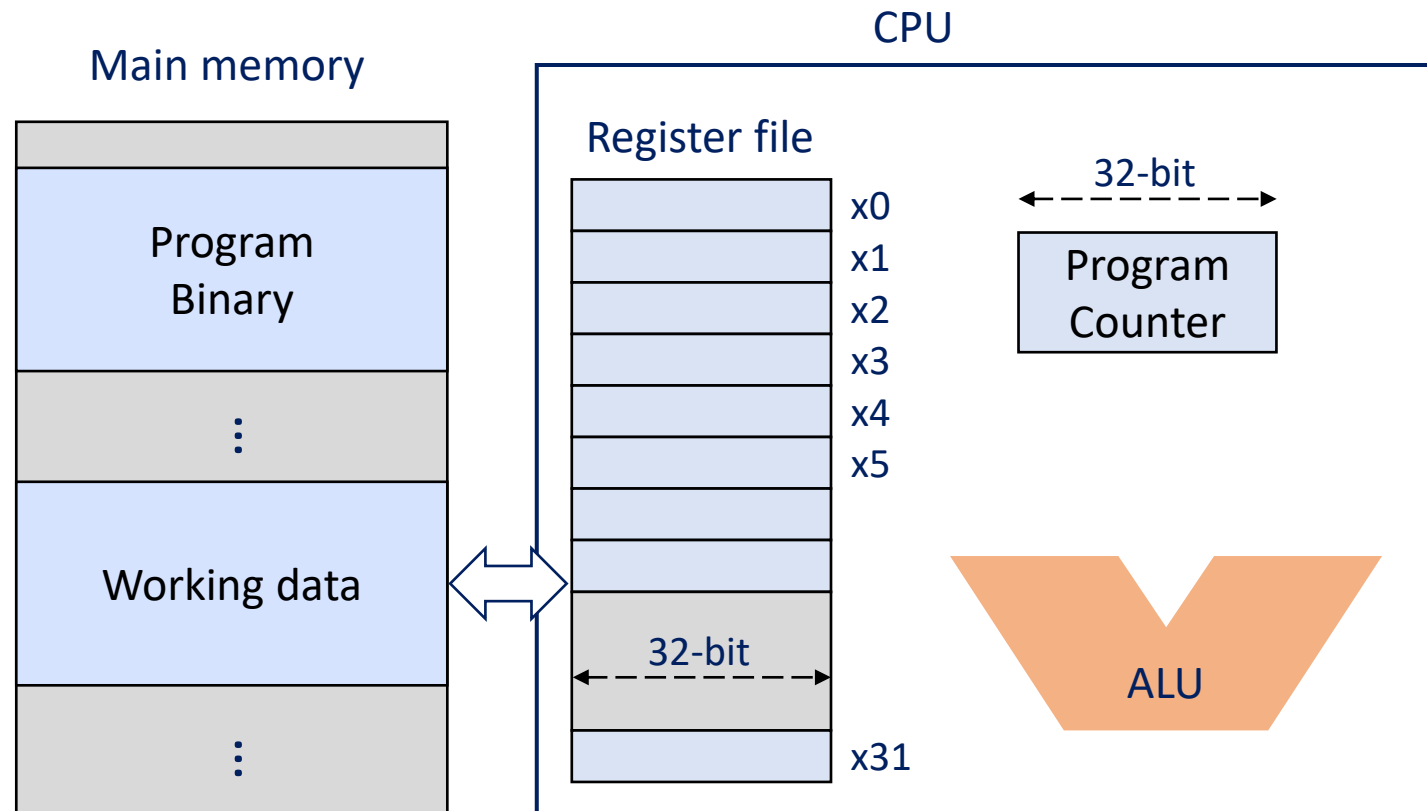 CPU
Main memory
Register file
32-bit
x0
x1
x2
x3
x4
x5
Program
Binary
Program
Counter
⋮
Working data
32-bit
ALU
x31
⋮